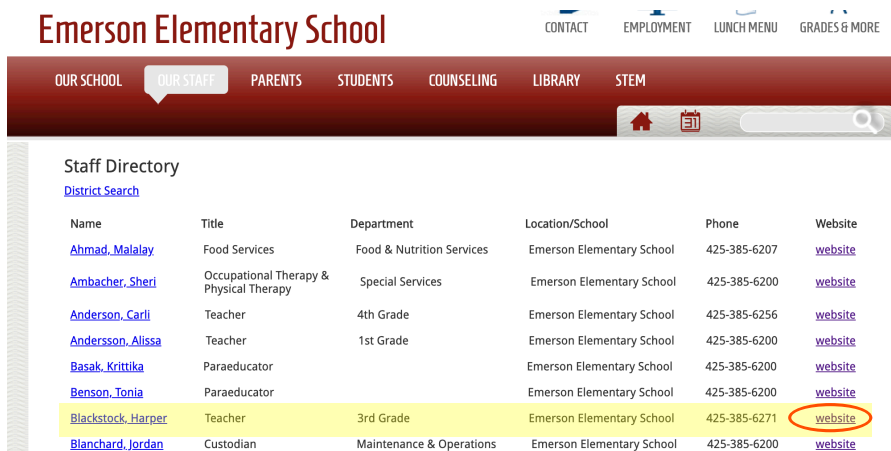 Emerson Elementary School
CONTACT EMPLOYMENT LUNCH MENU GRADES & MORE
OUR SCHOOL OUR STAFF PARENTS STUDENTS COUNSELING LIBRARY STEM
31
Staff Directory
District Search
Name Title Department Location/School Phone Website
Ahmad, Malalay Food Services Food & Nutrition Services Emerson Elementary School 425-385-6207 website
Ambacher, Sheri Occupational Therapy & Physical Therapy Special Services Emerson Elementary School 425-385-6200 website
Anderson, Carli Teacher 4th Grade Emerson Elementary School 425-385-6256 website
Andersson, Alissa Teacher 1st Grade Emerson Elementary School 425-385-6200 website
Basak, Krittika Paraeducator Emerson Elementary School 425-385-6200 website
Benson, Tonia Paraeducator Emerson Elementary School 425-385-6200 website
Blackstock, Harper Teacher 3rd Grade Emerson Elementary School 425-385-6271 website
Blanchard, Jordan Custodian Maintenance & Operations Emerson Elementary School 425-385-6200 website